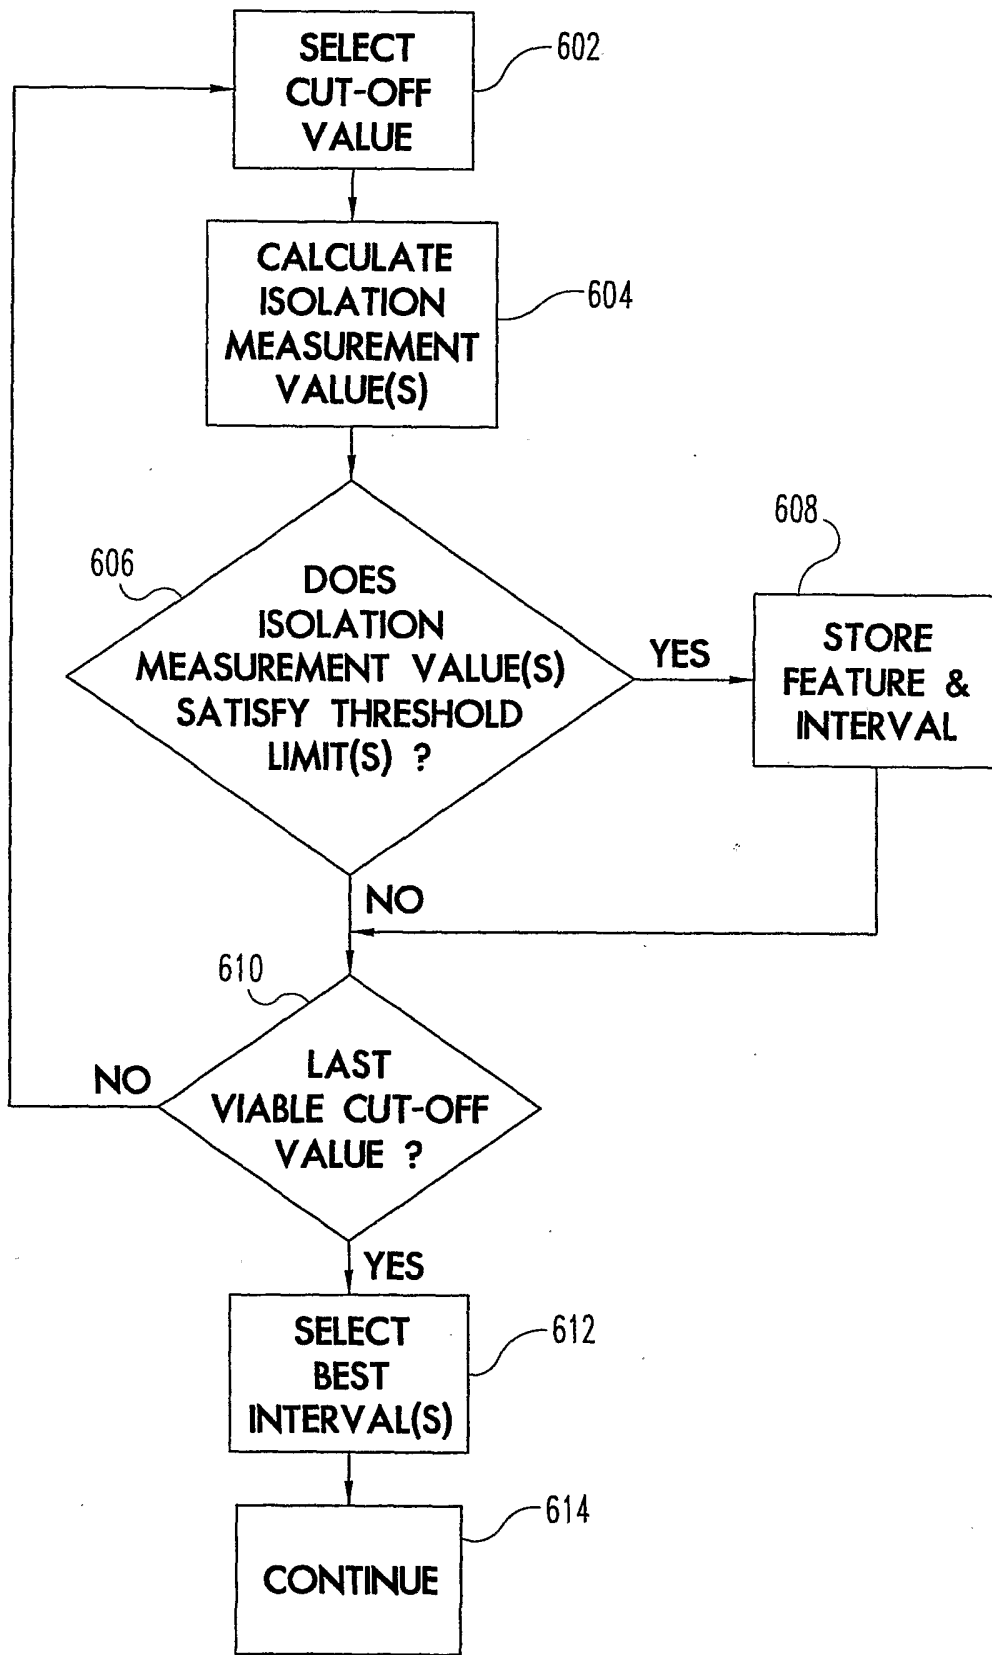 SELECT
CUT-OFF
VALUE
602
CALCULATE
ISOLATION
MEASUREMENT
VALUE(S)
604
606
DOES
ISOLATION
MEASUREMENT VALUE(S)
SATISFY THRESHOLD
LIMIT(S) ?
YES
608
STORE
FEATURE &
INTERVAL
NO
610
LAST
VIABLE CUT-OFF
VALUE ?
NO
YES
SELECT
BEST
INTERVAL(S)
612
CONTINUE
614